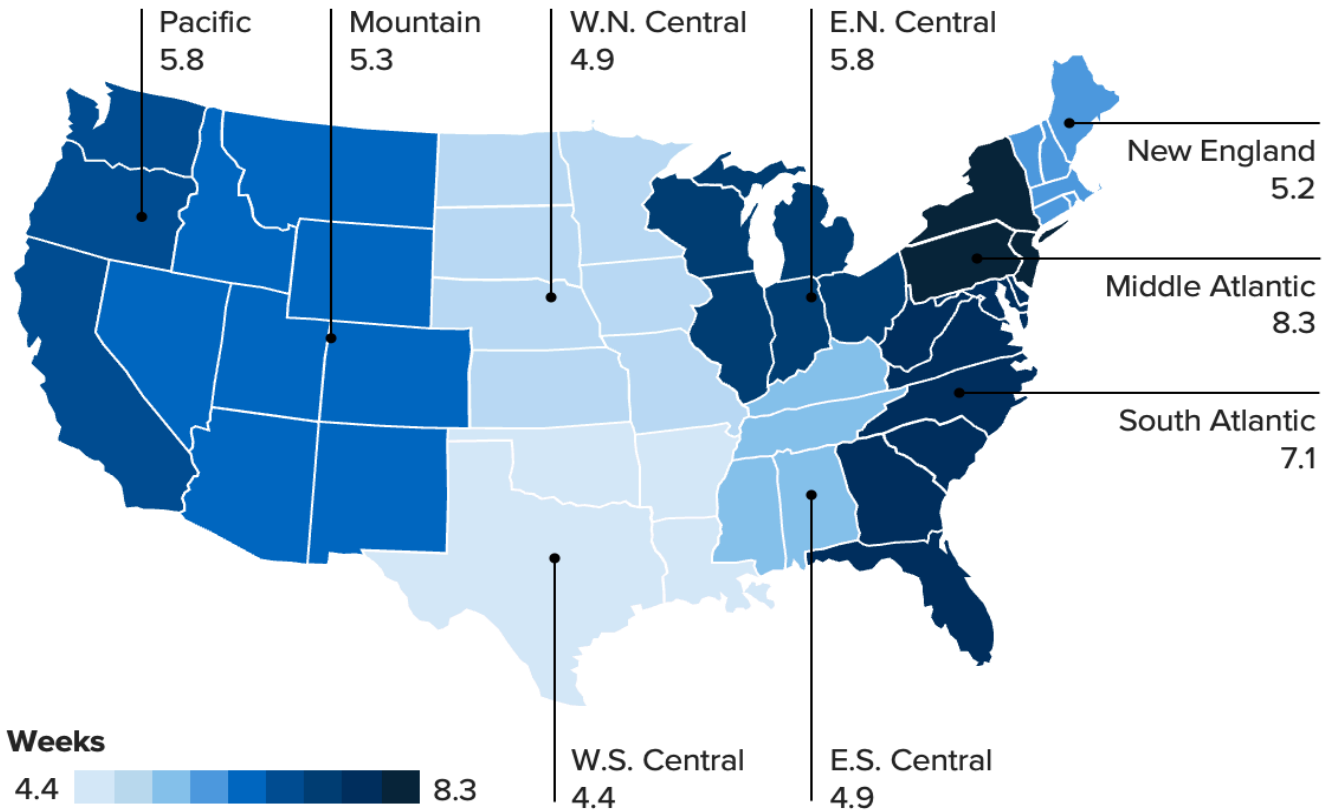 Pacific
5.8
Mountain
5.3
W.N. Central
4.9
E.N. Central
5.8
New England
5.2
Middle Atlantic
8.3
South Atlantic
7.1
W.S. Central
4.4
E.S. Central
4.9
Weeks
4.4 8.3